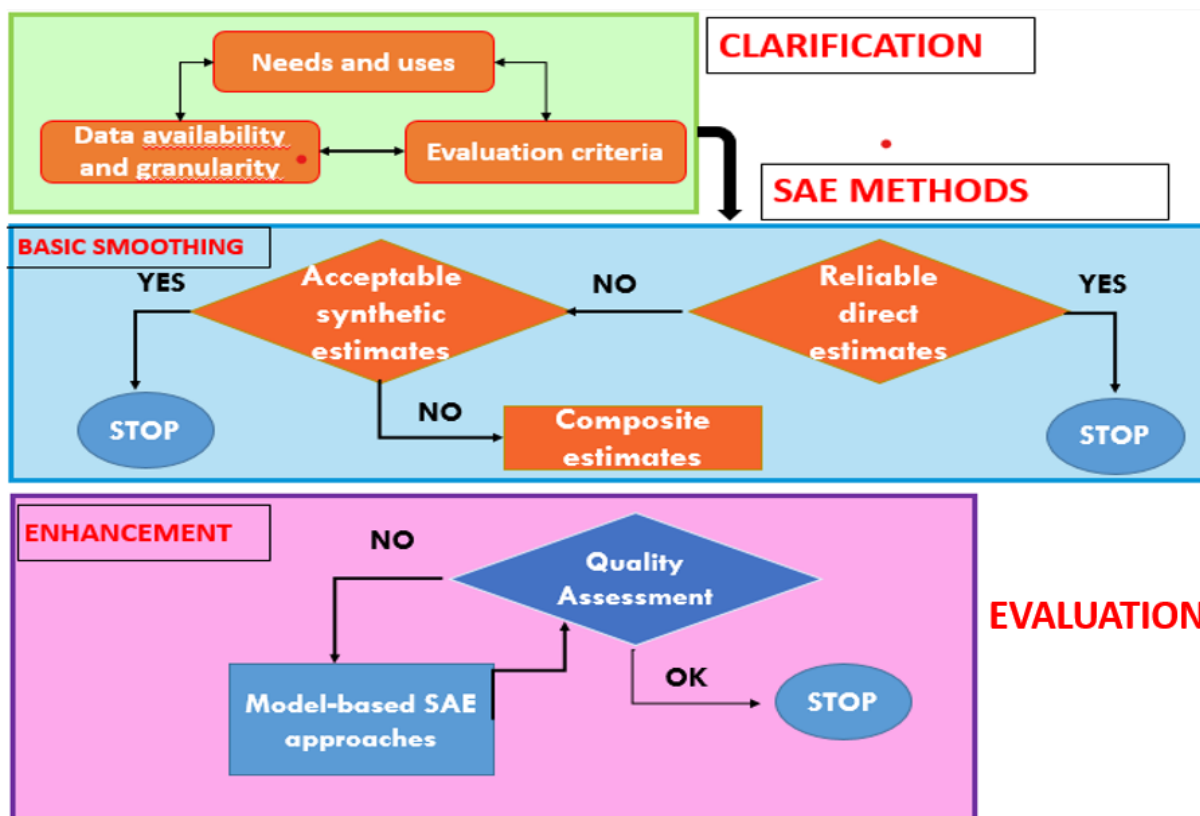 CLARIFICATION
Needs and uses
Data availability
and granularity
Evaluation criteria
SAE METHODS
BASIC SMOOTHING
YES
Acceptable
synthetic
estimates
NO
Reliable
direct
estimates
YES
STOP
NO
Composite
estimates
STOP
ENHANCEMENT
NO
Quality
Assessment
EVALUATION
Model-based SAE
approaches
OK
STOP